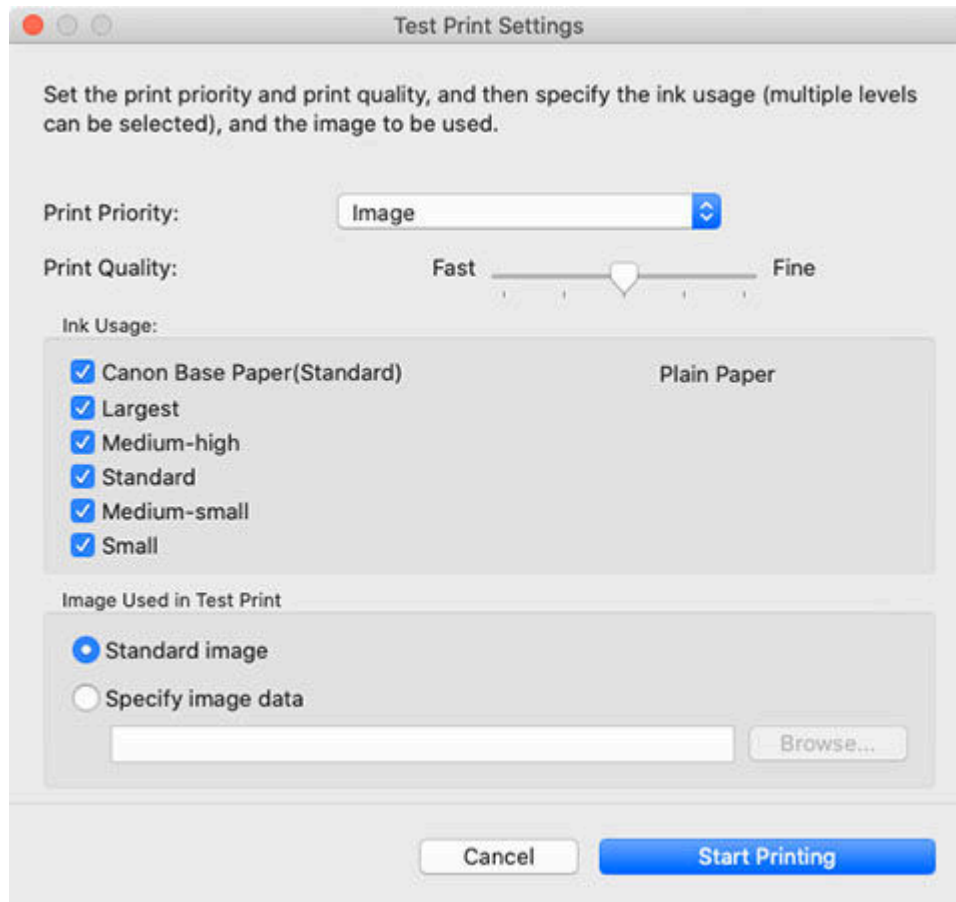 Test Print Settings
Set the print priority and print quality, and then specify the ink usage (multiple levels
can be selected), and the image to be used.
Print Priority: Image
Print Quality: Fast Fine
Ink Usage:
Canon Base Paper(Standard) Plain Paper
Largest
Medium-high
Standard
Medium-small
Small
Image Used in Test Print
Standard image
Specify image data
Browse...
Cancel Start Printing